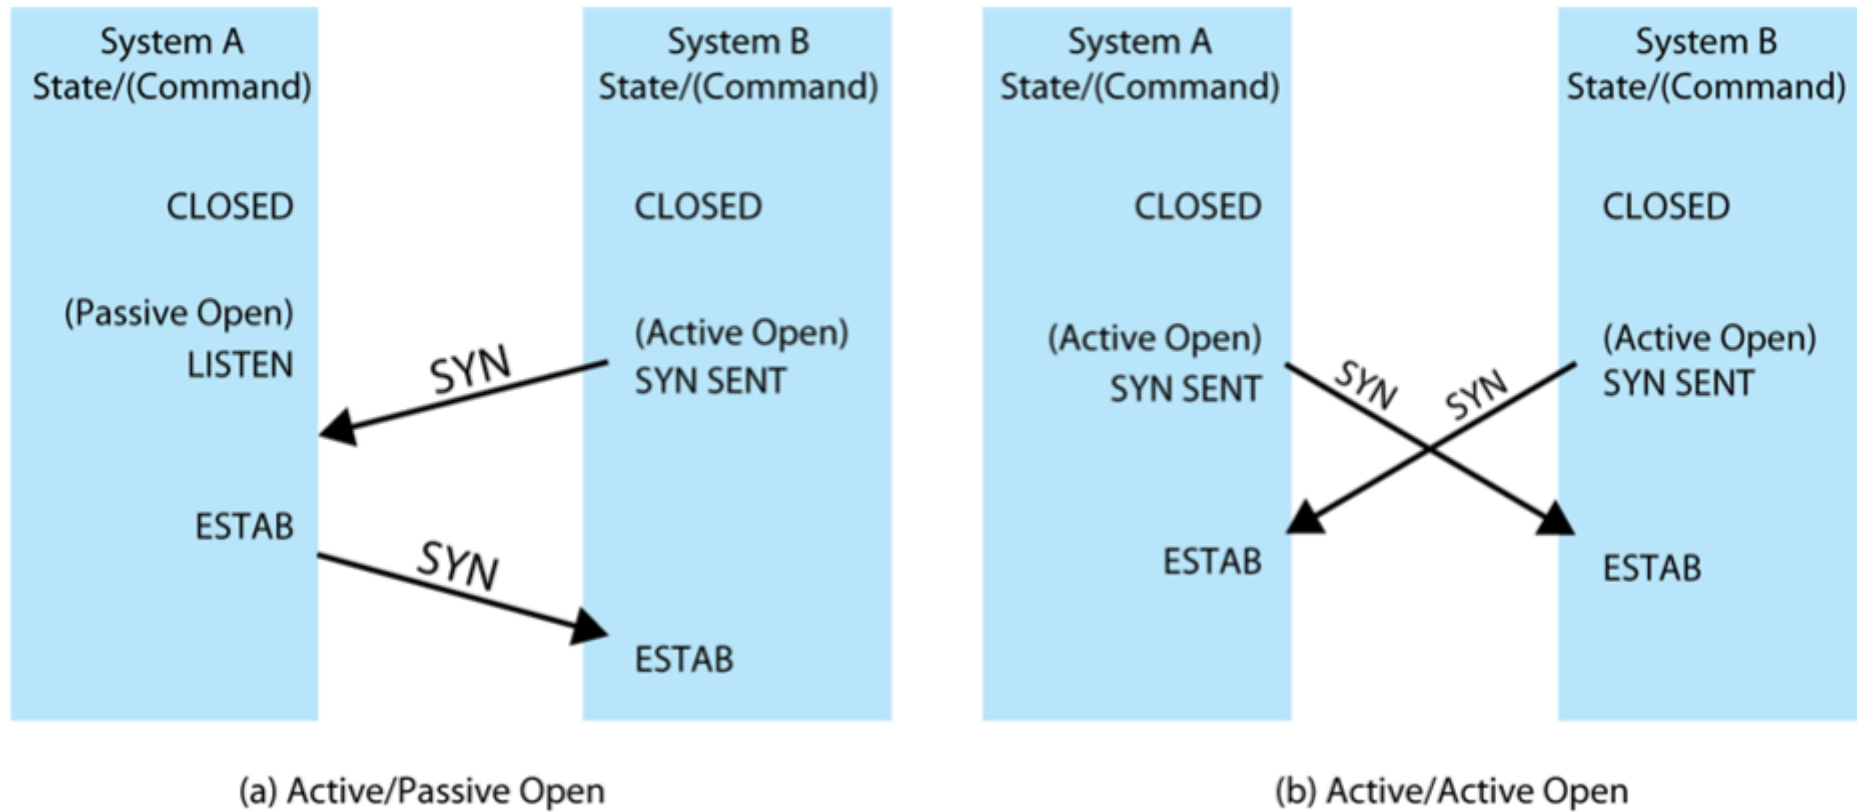 System A
State/(Command)
CLOSED
(Passive Open)
LISTEN
ESTAB
SYN
SYN
System B
State/(Command)
CLOSED
(Active Open)
SYN SENT
ESTAB
(a) Active/Passive Open
System A
State/(Command)
CLOSED
(Active Open)
SYN SENT
ESTAB
SYN
SYN
System B
State/(Command)
CLOSED
(Active Open)
SYN SENT
ESTAB
(b) Active/Active Open